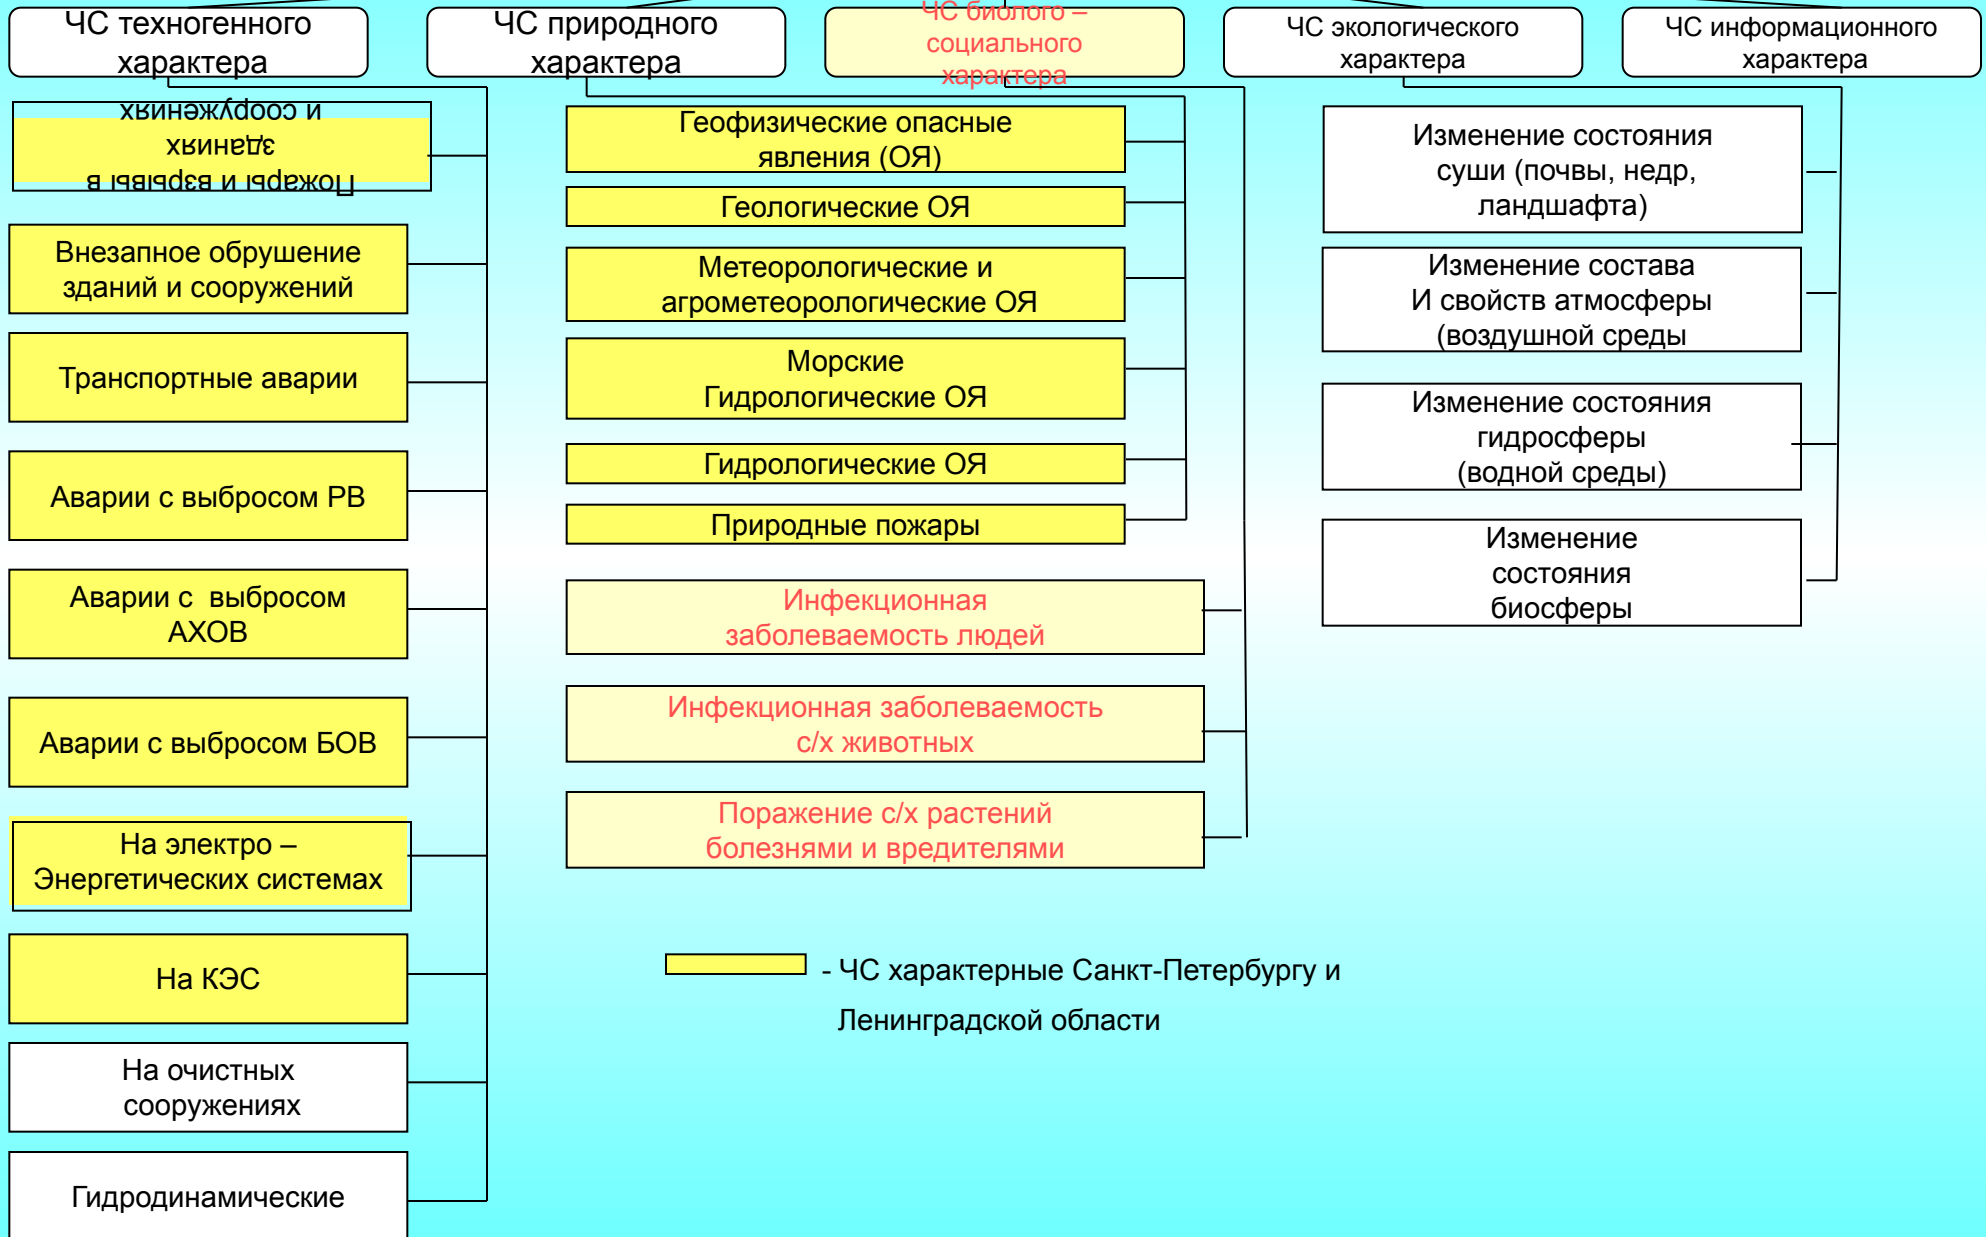 ЧС техногенного
характера
ЧС природного
характера
ЧС биолого –
социального
характера
ЧС экологического
характера
ЧС информационного
характера
Пожары и взрывы в
зданиях
и сооружениях
Внезапное обрушение
зданий и сооружений
Транспортные аварии
Аварии с выбросом РВ
Аварии с выбросом
АХОВ
Аварии с выбросом БОВ
На электро –
Энергетических системах
На КЭС
На очистных
сооружениях
Гидродинамические
Геофизические опасные
явления (ОЯ)
Геологические ОЯ
Метеорологические и
агрометеорологические ОЯ
Морские
Гидрологические ОЯ
Гидрологические ОЯ
Природные пожары
Инфекционная
заболеваемость людей
Инфекционная заболеваемость
с/х животных
Поражение с/х растений
болезнями и вредителями
Изменение состояния
суши (почвы, недр,
ландшафта)
Изменение состава
И свойств атмосферы
(воздушной среды
Изменение состояния
гидросферы
(водной среды)
Изменение
состояния
биосферы
- ЧС характерные Санкт-Петербургу и
Ленинградской области